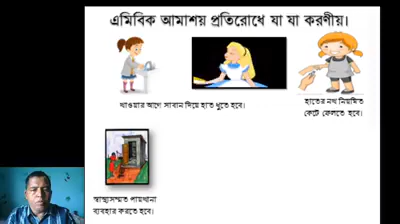 এমিবিক আমাশয় প্রতিরোধে যা যা করণীয়।
খাওয়ার আগে সাবান দিয়ে হাত ধুতে হবে।
হাতের নখ নিয়মিত
কেটে ফেলতে হবে।
স্বাস্থ্যসম্মত পায়খানা
ব্যবহার করতে হবে।